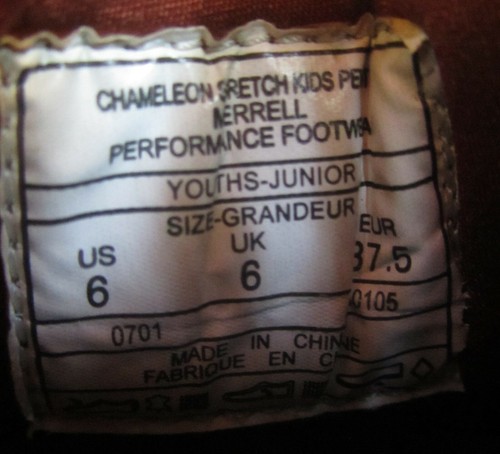 CHAMELEON STRETCH KIDS
MERRELL
PERFORMANCE
YOUTHS-JUNIOR
SIZE-GRANDEUR
US UK EUR
6 6 37.5
0701
MADE IN
FABRIQUE EN